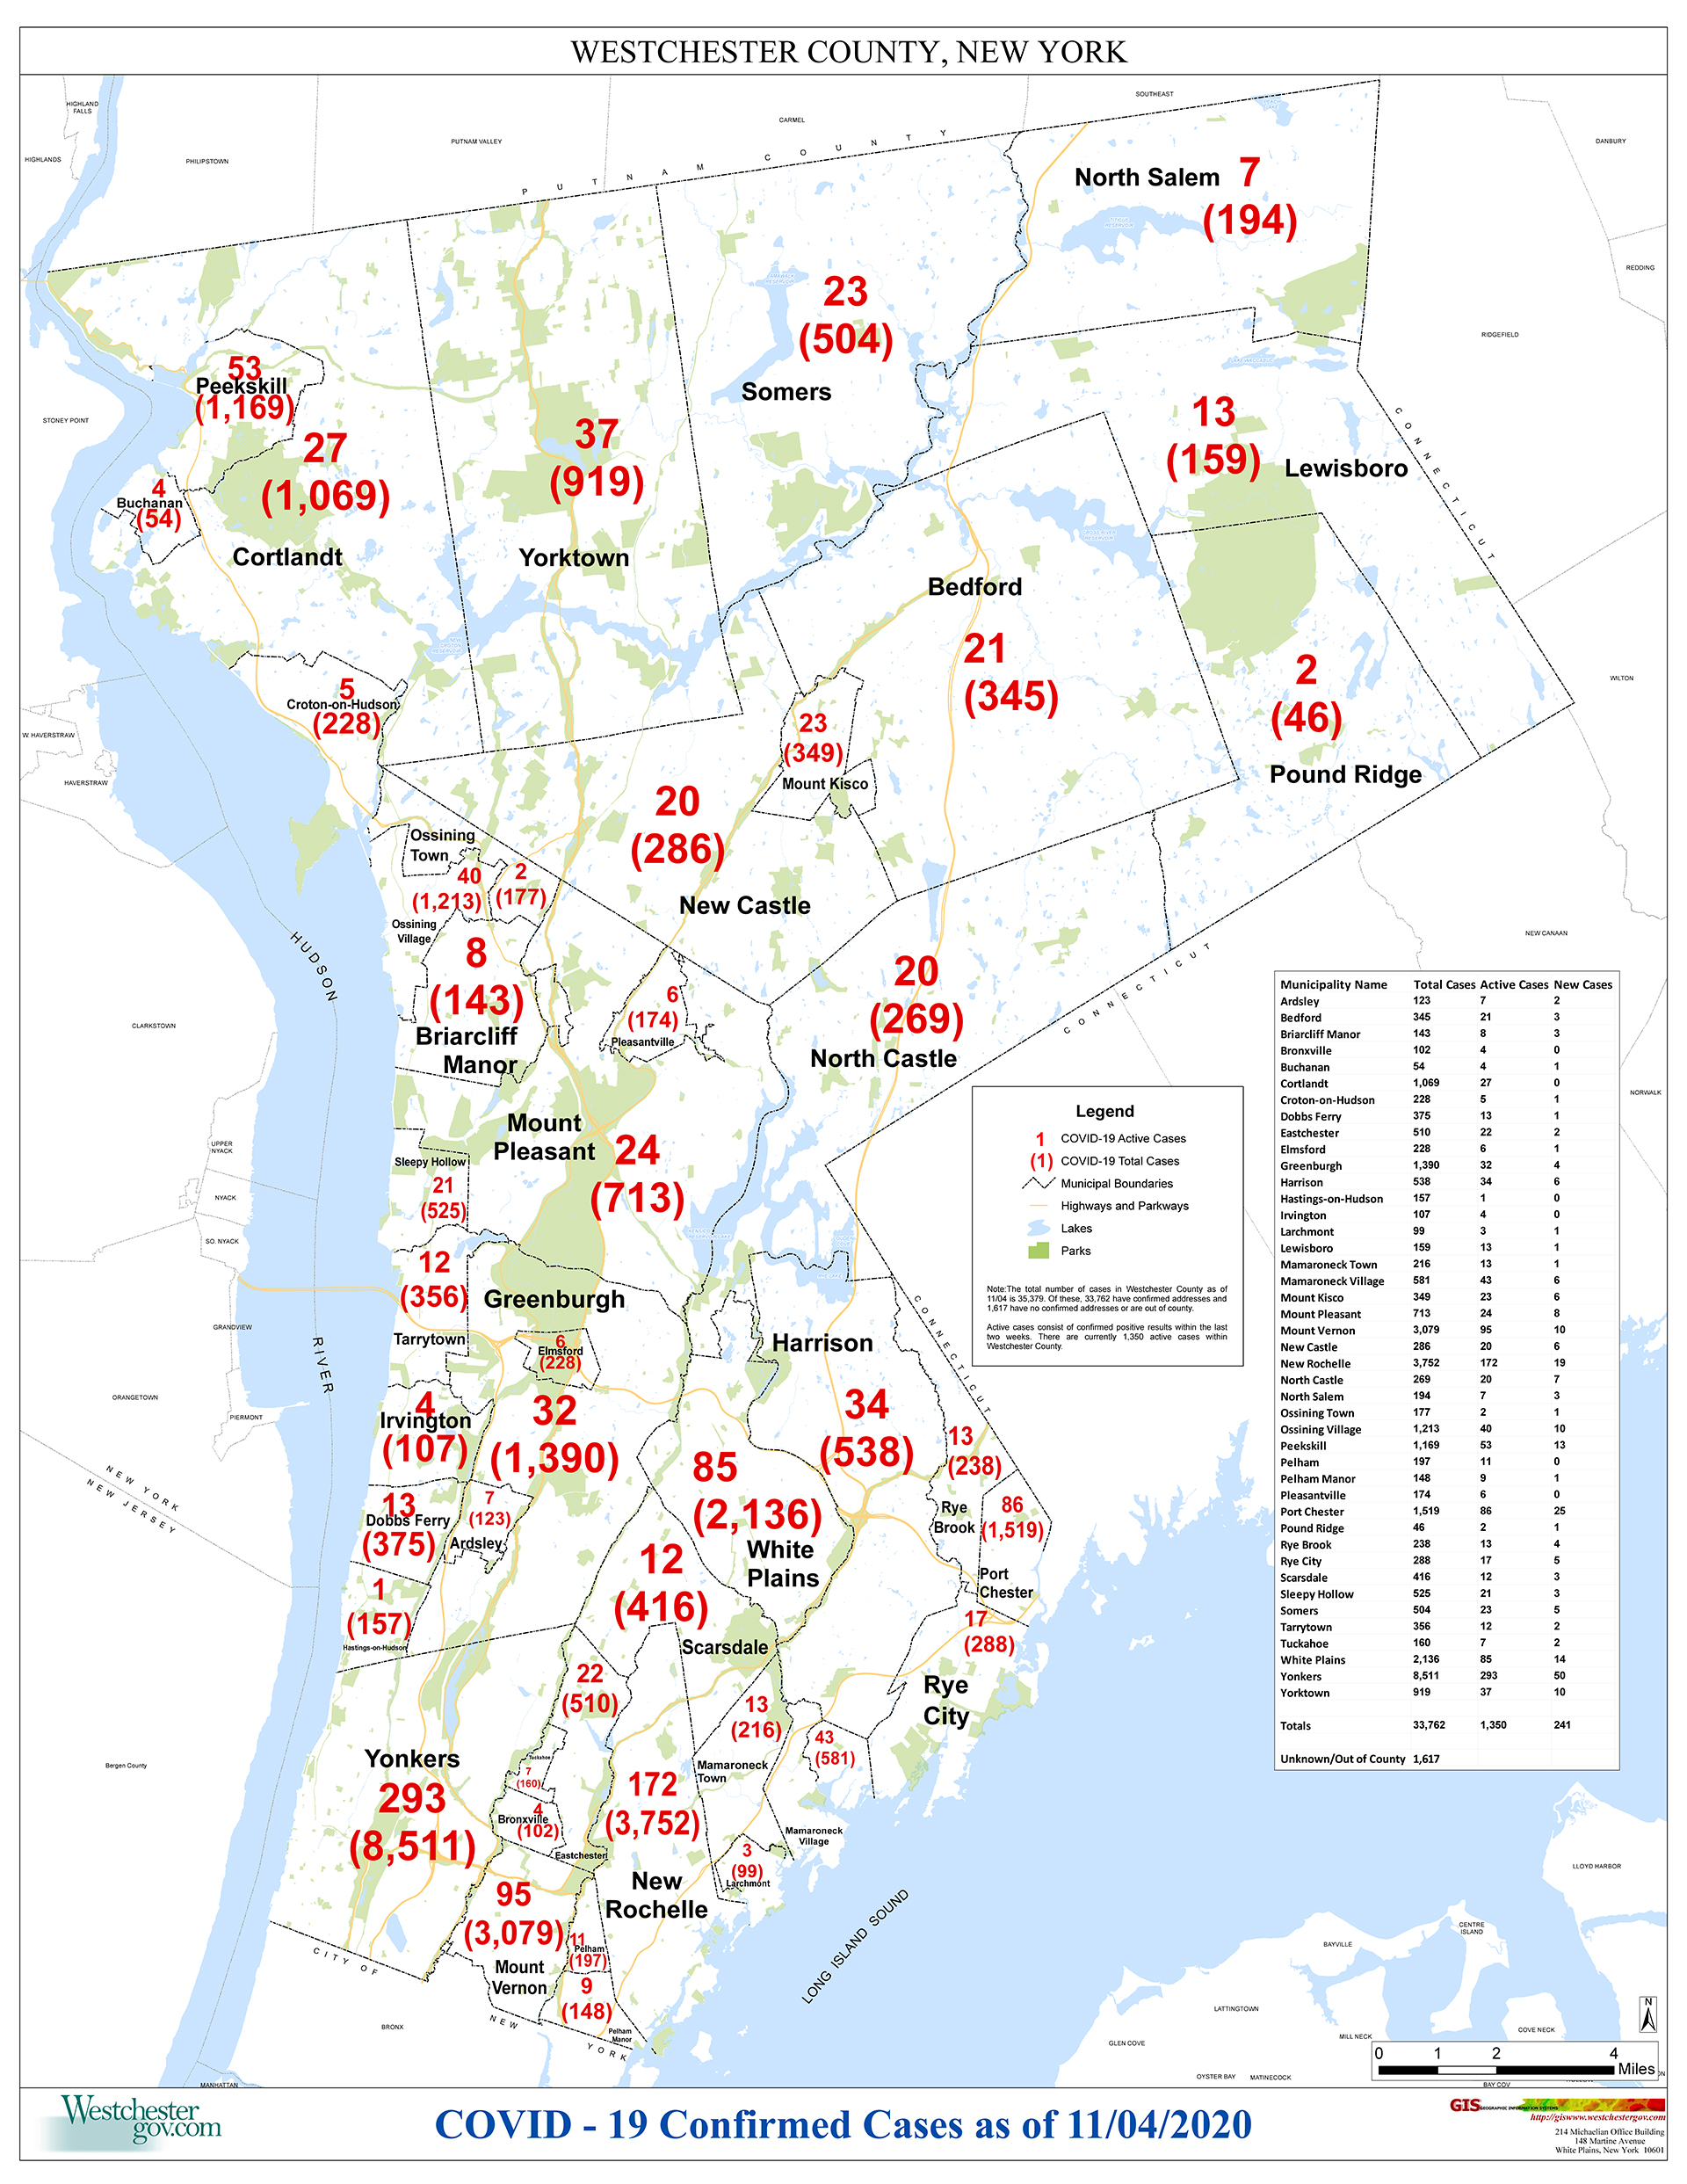 WESTCHESTER COUNTY, NEW YORK
HIGHLAND
FALLS
HIGHLANDS
PHILIPSTOWN
PUTNAM VALLEY
CARMEL
SOUTHEAST
DANBURY
REDDING
RIDGEFIELD
WILTON
NEW CANAAN
NORWALK
PUTNAM COUNTY
North Salem 7
(194)
23
(504)
Somers
53
Peekskill
(1,169)
27
(1,069)
Cortlandt
4
Buchanan
(54)
37
(919)
Yorktown
13
(159)
Lewisboro
CONNECTICUT
STONEY POINT
Bedford
21
(345)
2
(46)
Pound Ridge
5
Croton-on-Hudson
(228)
W. HAVERSTRAW
HAVERSTRAW
23
(349)
Mount Kisco
20
(286)
New Castle
Ossining
Town
40
(1,213)
2
(177)
Ossining
Village
8
(143)
Briarcliff
Manor
6
(174)
Pleasantville
20
(269)
North Castle
CONNECTICUT
HUDSON
RIVER
CLARKSTOWN
UPPER
NYACK
NYACK
SO. NYACK
GRANDVIEW
ORANGETOWN
PIERMONT
Mount
Pleasant
24
(713)
Sleepy Hollow
21
(525)
12
(356)
Tarrytown
Greenburgh
6
Elmsford
(228)
32
(1,390)
4
Irvington
(107)
13
Dobbs Ferry
(375)
7
(123)
Ardsley
1
(157)
Hastings-on-Hudson
NEW YORK
NEW JERSEY
Harrison
34
(538)
CONNECTICUT
85
(2,136)
White
Plains
13
(238)
Rye
Brook
86
(1,519)
Port
Chester
12
(416)
Scarsdale
17
(288)
Rye
City
22
(510)
13
(216)
Mamaroneck
Town
43
(581)
Mamaroneck
Village
Yonkers
293
(8,511)
Tuckahoe
7
(160)
4
Bronxville
(102)
Eastchester
172
(3,752)
New
Rochelle
3
(99)
Larchmont
95
(3,079)
Mount
Vernon
11
Pelham
(197)
9
(148)
Pelham
Manor
Bergen County
CITY OF
NEW
YORK
BRONX
MANHATTAN
LONG ISLAND SOUND
LLOYD HARBOR
CENTRE
ISLAND
BAYVILLE
LATTINGTOWN
MILL NECK
COVE NECK
GLEN COVE
OYSTER BAY
MATINECOCK
BAY COV
Legend
1 COVID-19 Active Cases
(1) COVID-19 Total Cases
Municipal Boundaries
Highways and Parkways
Lakes
Parks
Note:The total number of cases in Westchester County as of
11/04 is 35,379. Of these, 33,762 have confirmed addresses and
1,617 have no confirmed addresses or are out of county.
Active cases consist of confirmed positive results within the last
two weeks. There are currently 1,350 active cases within
Westchester County.
Municipality Name Total Cases Active Cases New Cases
Ardsley 123 7 2
Bedford 345 21 3
Briarcliff Manor 143 8 3
Bronxville 102 4 0
Buchanan 54 4 1
Cortlandt 1,069 27 0
Croton-on-Hudson 228 5 1
Dobbs Ferry 375 13 1
Eastchester 510 22 2
Elmsford 228 6 1
Greenburgh 1,390 32 4
Harrison 538 34 6
Hastings-on-Hudson 157 1 0
Irvington 107 4 0
Larchmont 99 3 1
Lewisboro 159 13 1
Mamaroneck Town 216 13 1
Mamaroneck Village 581 43 6
Mount Kisco 349 23 6
Mount Pleasant 713 24 8
Mount Vernon 3,079 95 10
New Castle 286 20 6
New Rochelle 3,752 172 19
North Castle 269 20 7
North Salem 194 7 3
Ossining Town 177 2 1
Ossining Village 1,213 40 10
Peekskill 1,169 53 13
Pelham 197 11 0
Pelham Manor 148 9 1
Pleasantville 174 6 0
Port Chester 1,519 86 25
Pound Ridge 46 2 1
Rye Brook 238 13 4
Rye City 288 17 5
Scarsdale 416 12 3
Sleepy Hollow 525 21 3
Somers 504 23 5
Tarrytown 356 12 2
Tuckahoe 160 7 2
White Plains 2,136 85 14
Yonkers 8,511 293 50
Yorktown 919 37 10
Totals 33,762 1,350 241
Unknown/Out of County 1,617
N
0 1 2 4
Miles
Westchester
gov.com
COVID - 19 Confirmed Cases as of 11/04/2020
GIS GEOGRAPHIC INFORMATION SYSTEMS
http://giswww.westchestergov.com
214 Michaelian Office Building
148 Martine Avenue
White Plains, New York 10601